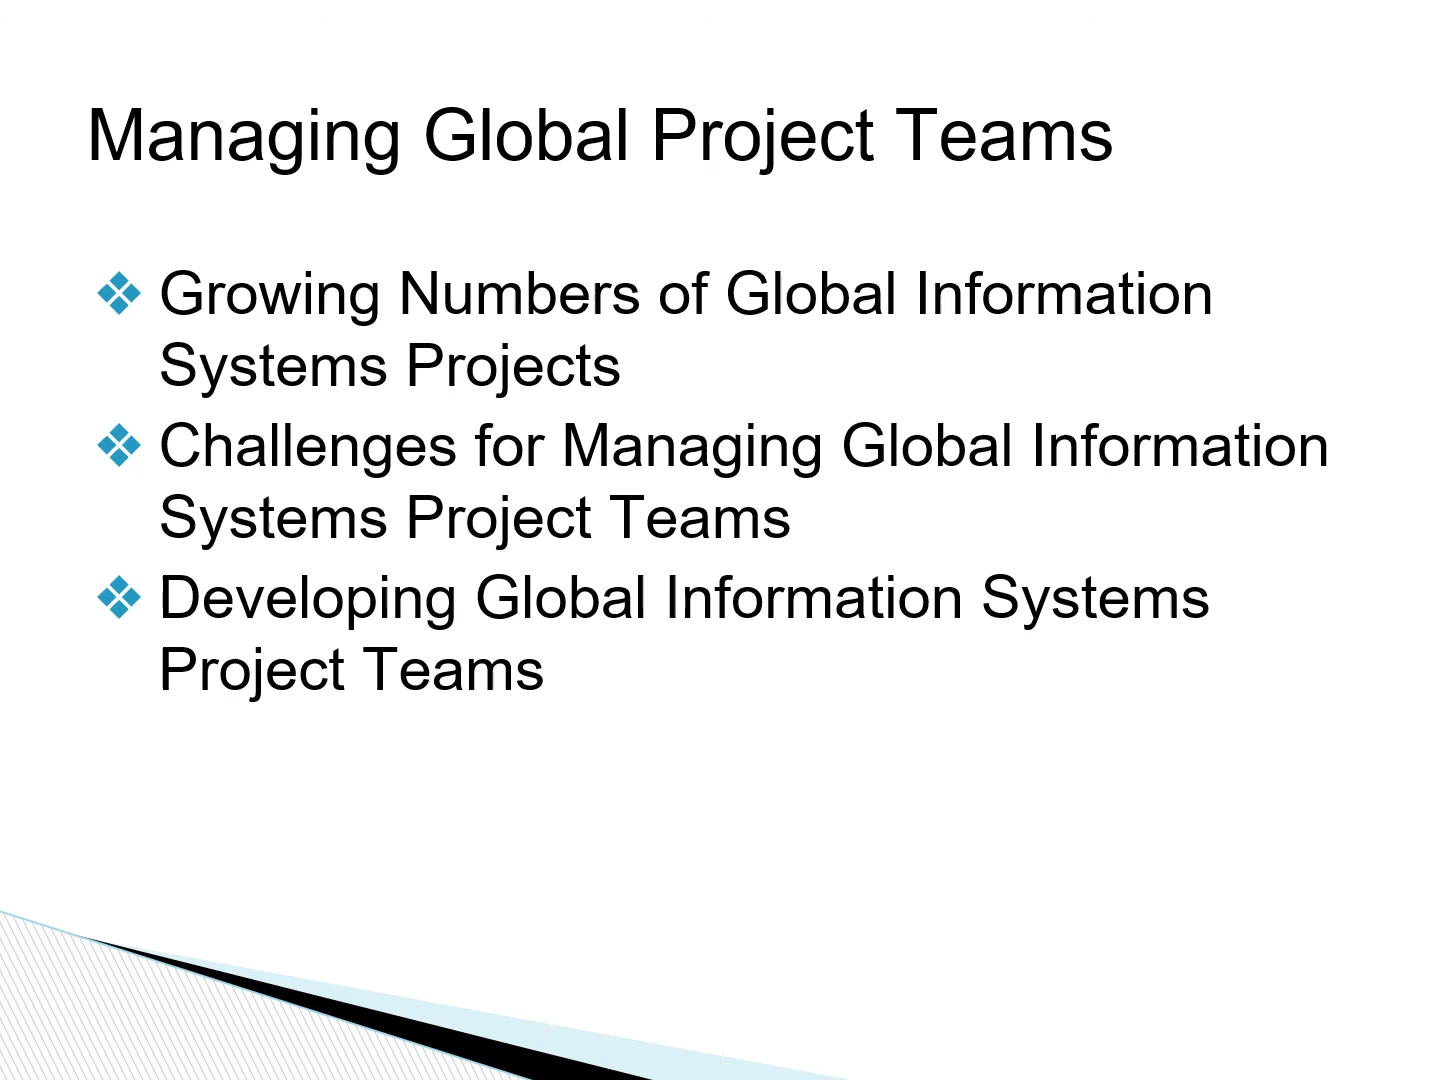 Managing Global Project Teams
❖ Growing Numbers of Global Information
Systems Projects
❖ Challenges for Managing Global Information
Systems Project Teams
❖ Developing Global Information Systems
Project Teams